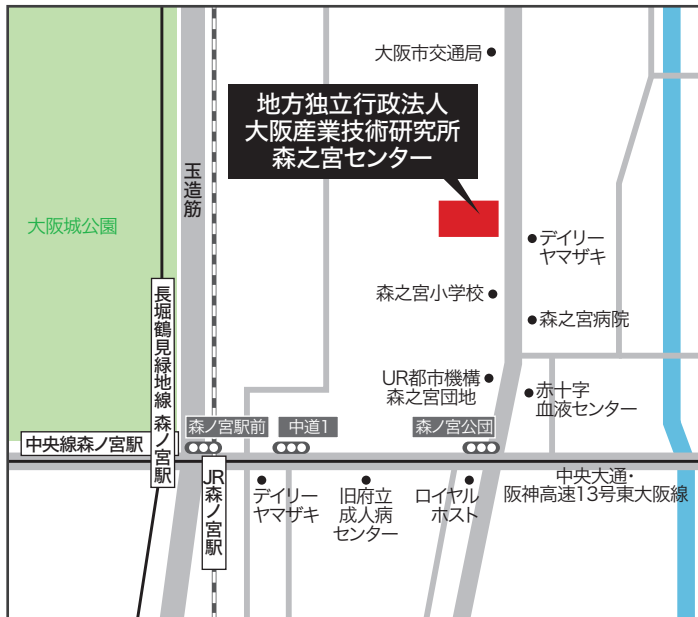 大阪市交通局
地方独立行政法人
大阪産業技術研究所
森之宮センター
玉造筋
大阪城公園
デイリー
ヤマザキ
長堀鶴見緑地線 森ノ宮駅
森之宮小学校
森之宮病院
UR都市機構
森之宮団地
赤十字
血液センター
森ノ宮駅前
中道1
森ノ宮公団
中央線森ノ宮駅
JR森ノ宮駅
中央大通・
阪神高速13号東大阪線
デイリー
ヤマザキ
旧府立
成人病
センター
ロイヤル
ホスト